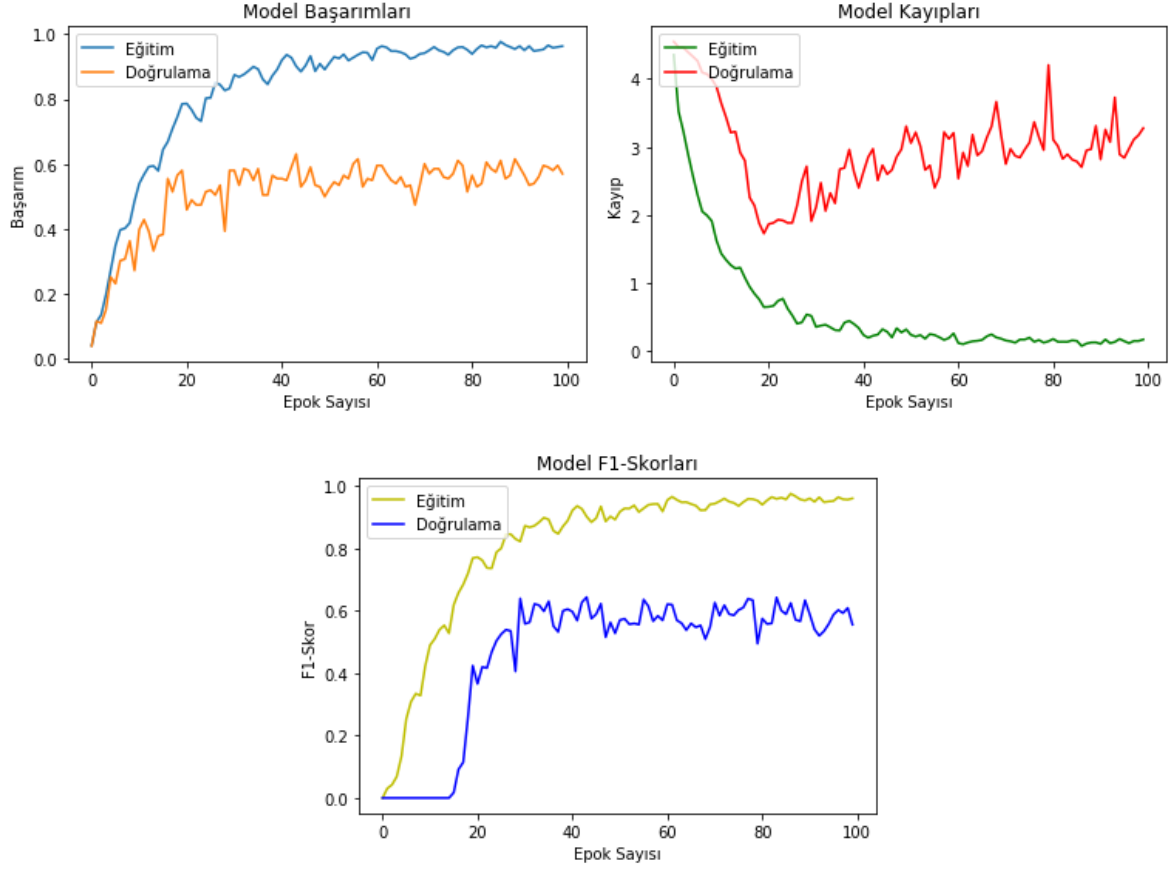 Model Başarımları
1.0
0.8
0.6
0.4
0.2
0.0
Başarım
Eğitim
Doğrulama
0 20 40 60 80 100
Epok Sayısı
Model Kayıpları
4
3
2
1
0
Kayıp
Eğitim
Doğrulama
0 20 40 60 80 100
Epok Sayısı
Model F1-Skorları
1.0
0.8
0.6
0.4
0.2
0.0
F1-Skor
Eğitim
Doğrulama
0 20 40 60 80 100
Epok Sayısı